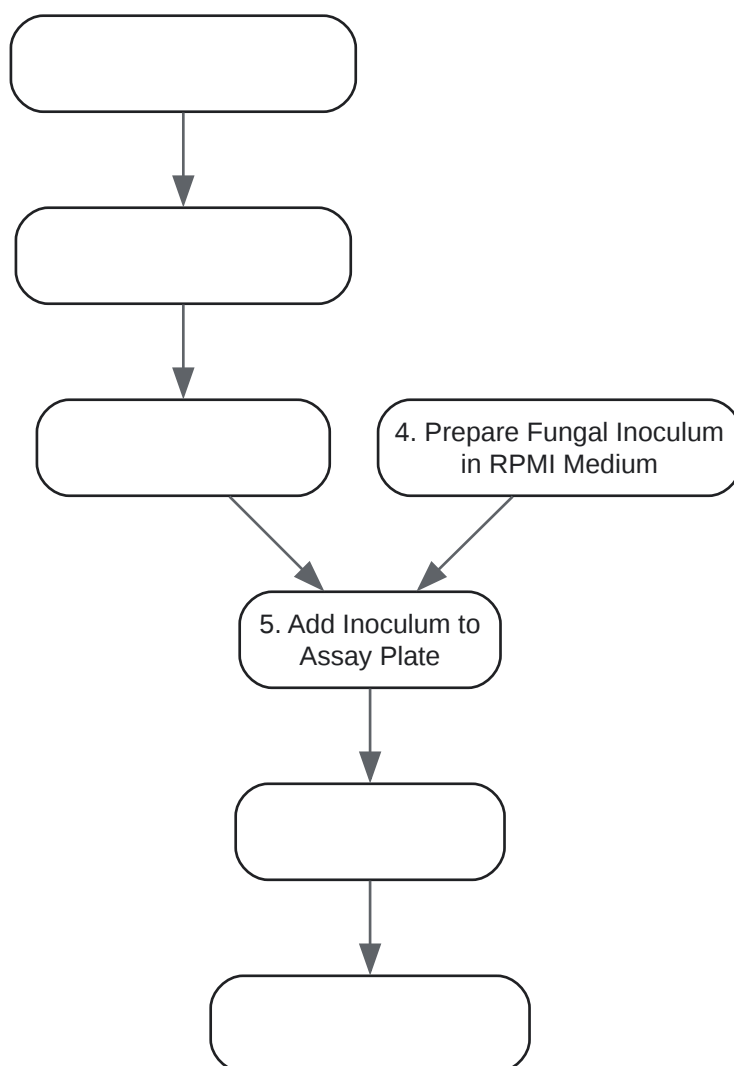 4. Prepare Fungal Inoculum
in RPMI Medium
5. Add Inoculum to
Assay Plate